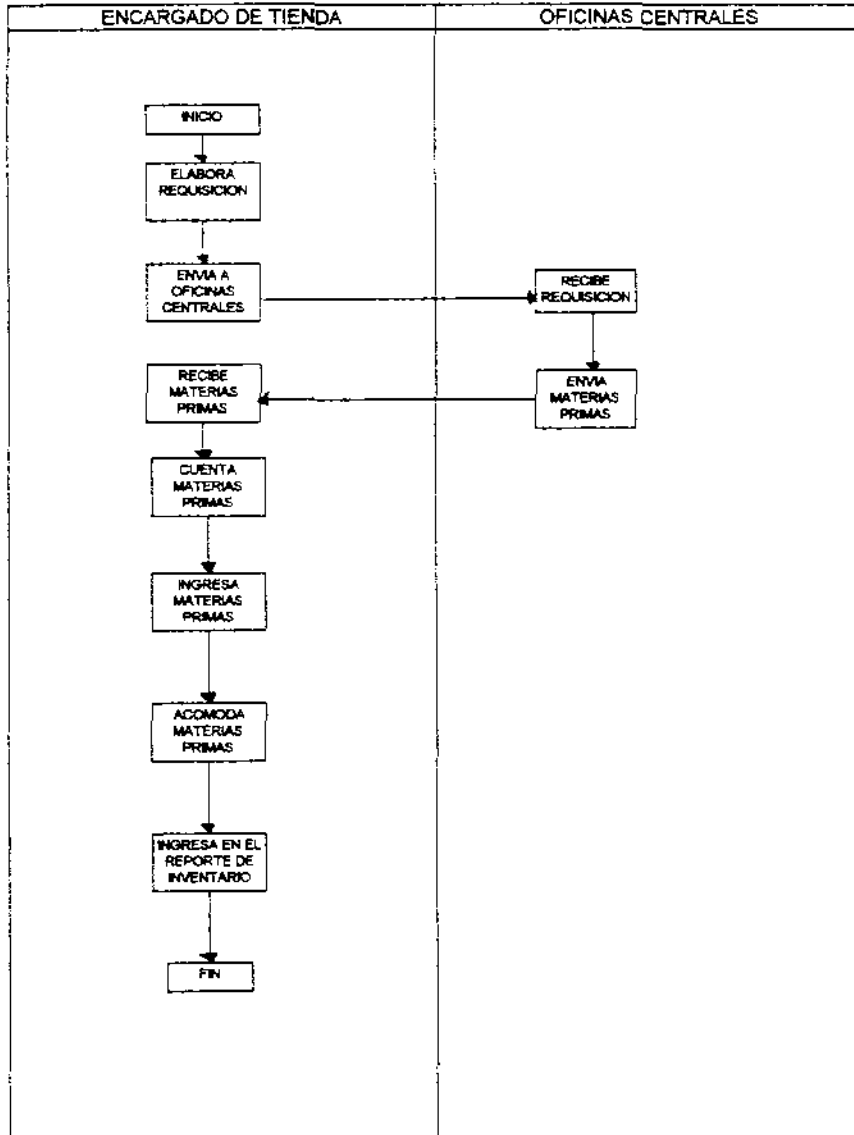 ENCARGADO DE TIENDA
OFICINAS CENTRALES
INICIO
ELABORA
REQUISICION
ENVIA A
OFICINAS
CENTRALES
RECIBE
REQUISICION
RECIBE
MATERIAS
PRIMAS
ENVIA
MATERIAS
PRIMAS
CUENTA
MATERIAS
PRIMAS
INGRESA
MATERIAS
PRIMAS
ACOMODA
MATERIAS
PRIMAS
INGRESA EN EL
REPORTE DE
INVENTARIO
FIN